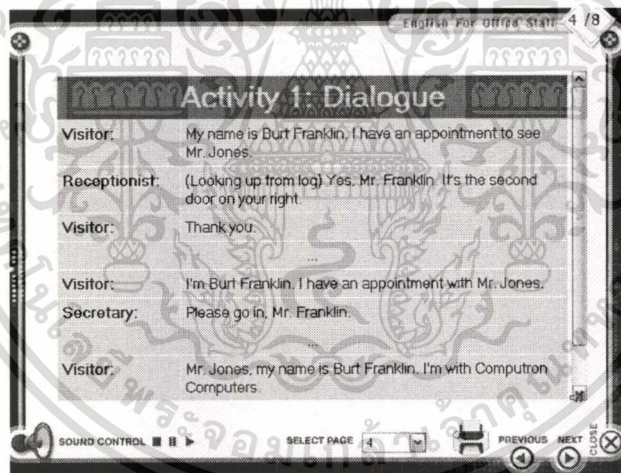 English For Office Staff 4 /8
Activity 1: Dialogue
Visitor: My name is Burt Franklin. I have an appointment to see
Mr. Jones.
Receptionist: (Looking up from log) Yes, Mr. Franklin. It's the second
door on your right.
Visitor: Thank you.
...
Visitor: I'm Burt Franklin. I have an appointment with Mr. Jones.
Secretary: Please go in, Mr. Franklin.
...
Visitor: Mr. Jones, my name is Burt Franklin. I'm with Computron
Computers.
SOUND CONTROL SELECT PAGE 4 PREVIOUS NEXT CLOSE